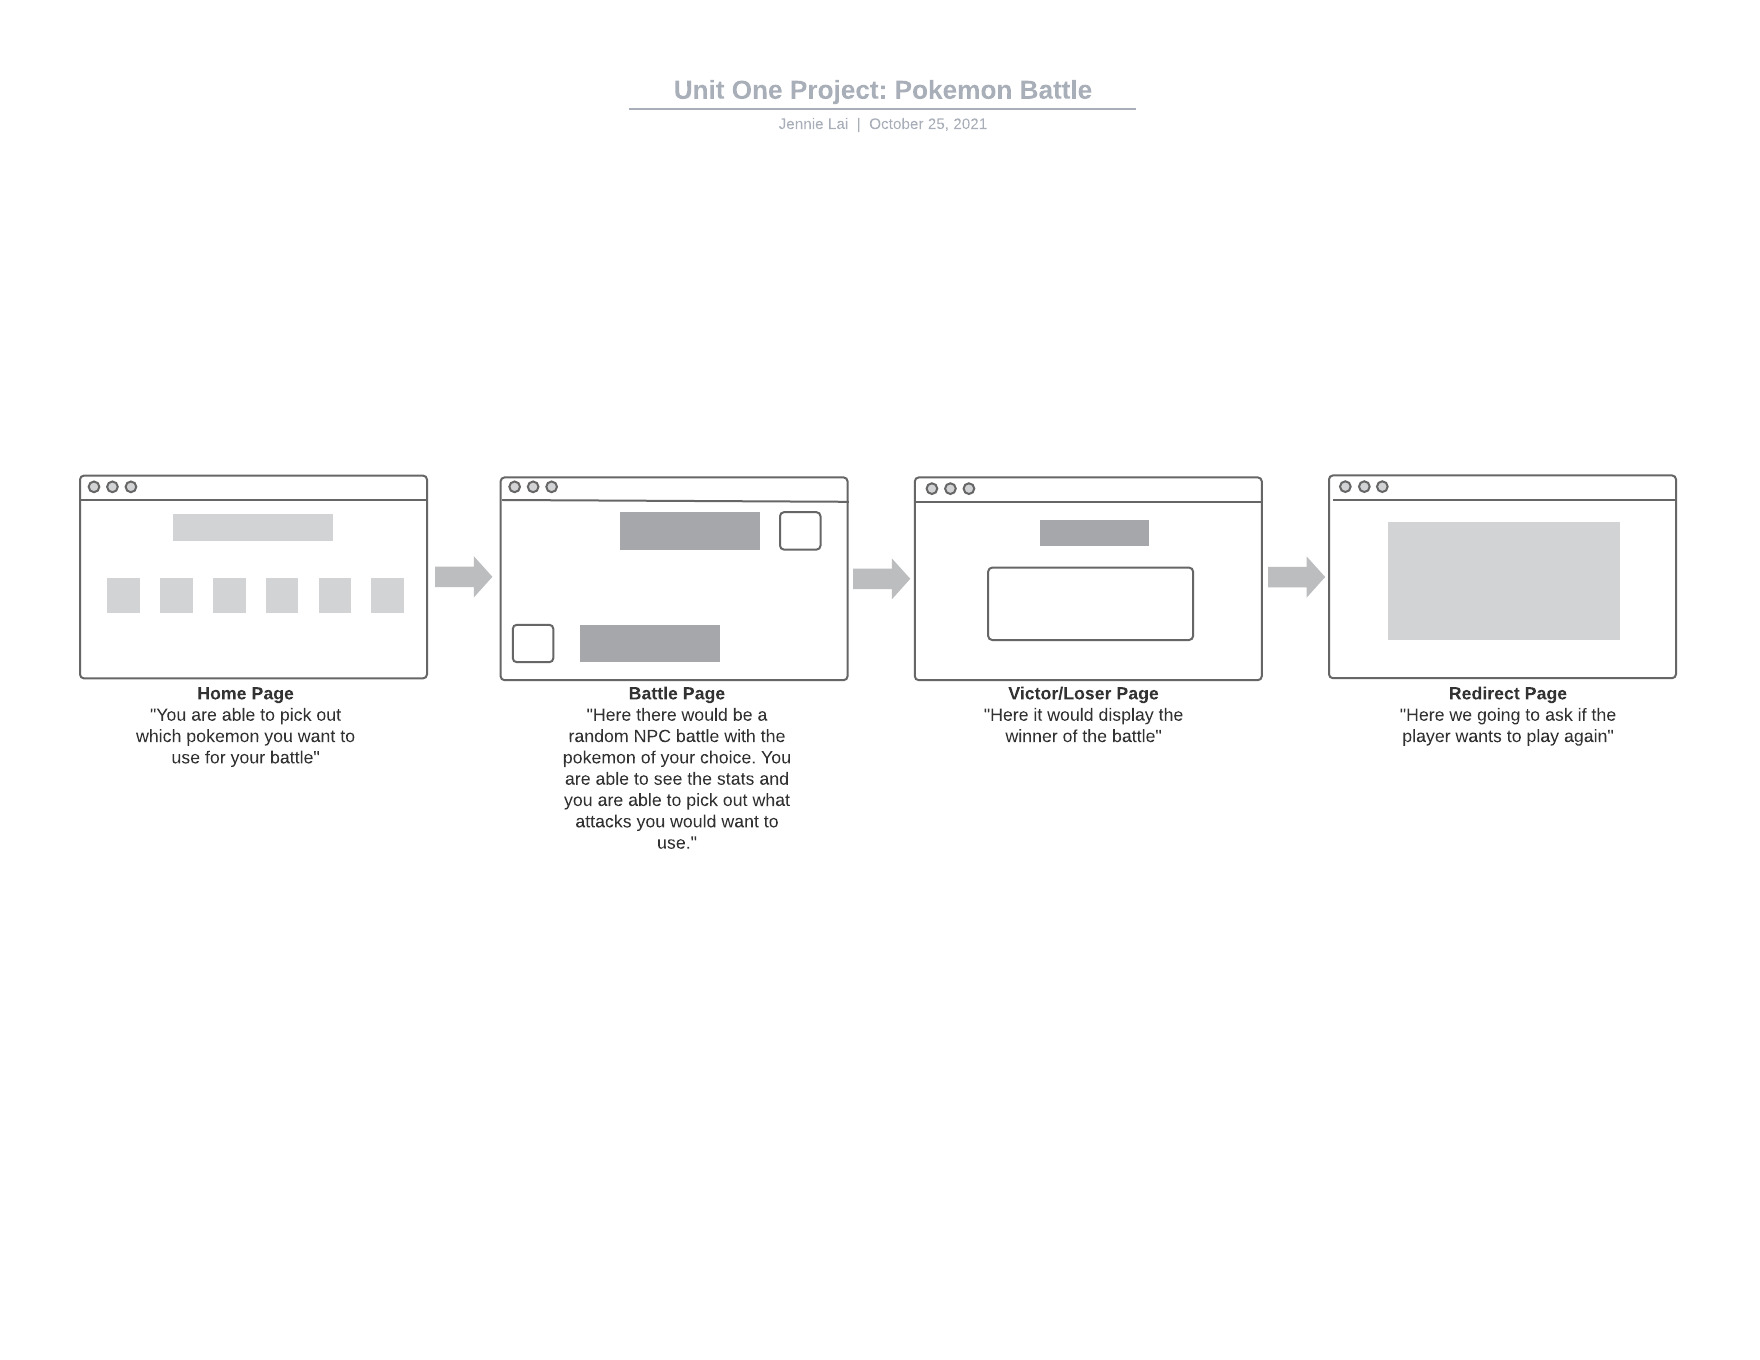 Unit One Project: Pokemon Battle
Jennie Lai | October 25, 2021
Home Page
"You are able to pick out
which pokemon you want to
use for your battle"
Battle Page
"Here there would be a
random NPC battle with the
pokemon of your choice. You
are able to see the stats and
you are able to pick out what
attacks you would want to
use."
Victor/Loser Page
"Here it would display the
winner of the battle"
Redirect Page
"Here we going to ask if the
player wants to play again"